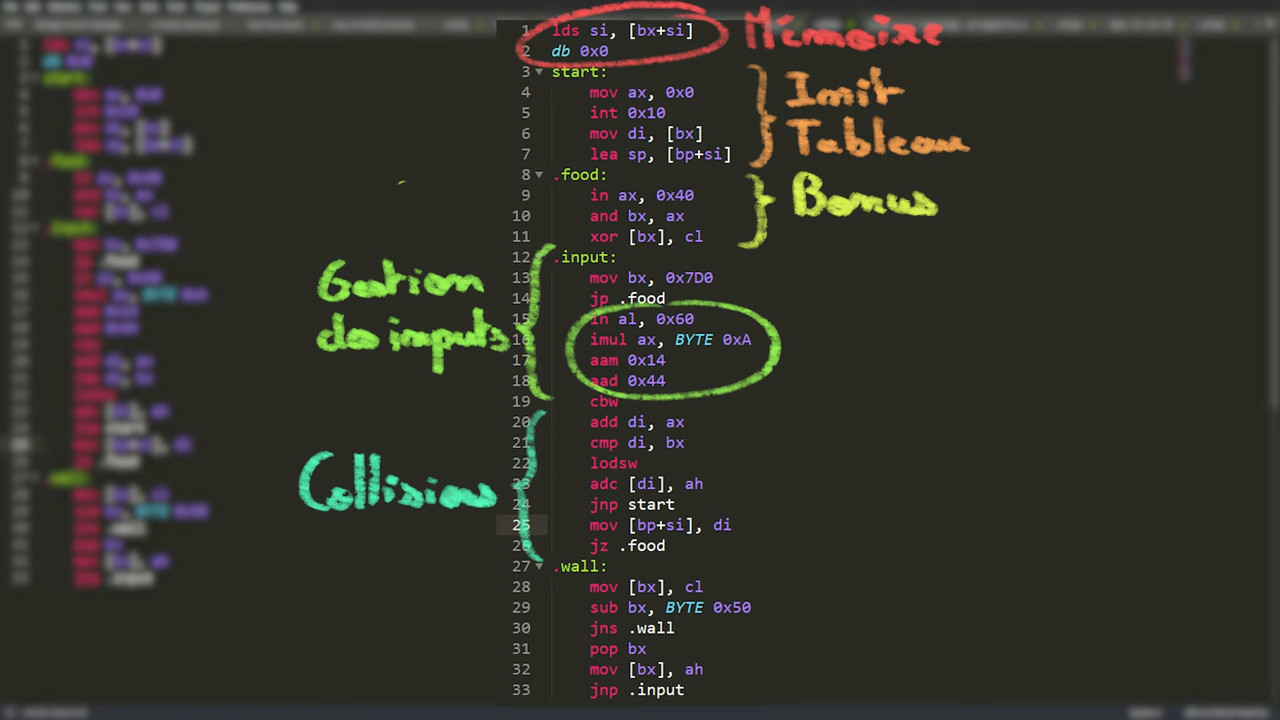 1 lds si, [bx+si]
2 db 0x0
3 start:
4 mov ax, 0x0
5 int 0x10
6 mov di, [bx]
7 lea sp, [bp+si]
8 .food:
9 in ax, 0x40
10 and bx, ax
11 xor [bx], cl
12 .input:
13 mov bx, 0x7D0
14 jp .food
15 in al, 0x60
16 imul ax, BYTE 0xA
17 aam 0x14
18 aad 0x44
19 cbw
20 add di, ax
21 cmp di, bx
22 lodsw
23 adc [di], ah
24 jnp start
25 mov [bp+si], di
26 jz .food
27 .wall:
28 mov [bx], cl
29 sub bx, BYTE 0x50
30 jns .wall
31 pop bx
32 mov [bx], ah
33 jnp .input
Mémoire
Init
Tableau
Bonus
Gestion
des inputs
Collisions